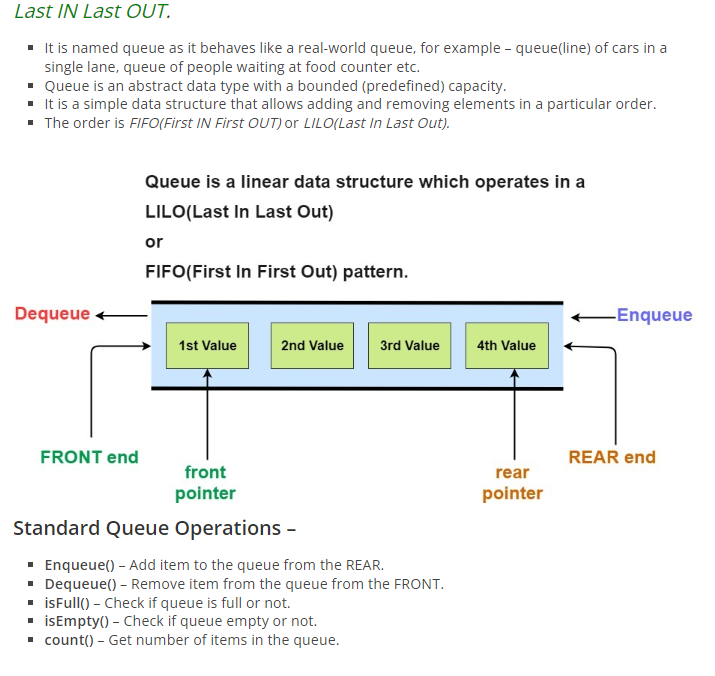 Last IN Last OUT.
▪ It is named queue as it behaves like a real-world queue, for example – queue(line) of cars in a
single lane, queue of people waiting at food counter etc.
▪ Queue is an abstract data type with a bounded (predefined) capacity.
▪ It is a simple data structure that allows adding and removing elements in a particular order.
▪ The order is FIFO(First IN First OUT) or LILO(Last In Last Out).
Queue is a linear data structure which operates in a
LILO(Last In Last Out)
or
FIFO(First In First Out) pattern.
Dequeue
Enqueue
1st Value
2nd Value
3rd Value
4th Value
FRONT end
REAR end
front
pointer
rear
pointer
Standard Queue Operations –
▪ Enqueue() – Add item to the queue from the REAR.
▪ Dequeue() – Remove item from the queue from the FRONT.
▪ isFull() – Check if queue is full or not.
▪ isEmpty() – Check if queue empty or not.
▪ count() – Get number of items in the queue.